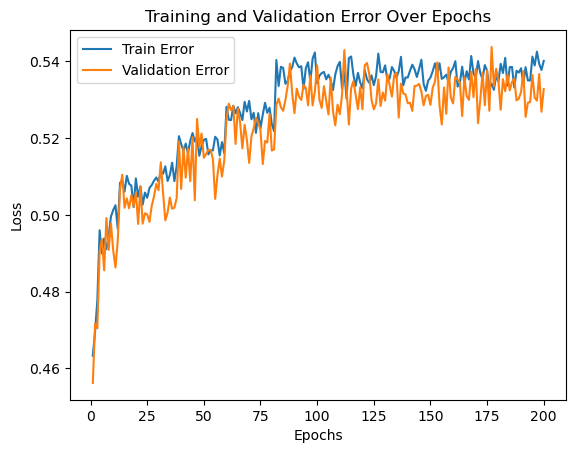 Training and Validation Error Over Epochs
Train Error
Validation Error
Loss
0.54
0.52
0.50
0.48
0.46
0
25
50
75
100
125
150
175
200
Epochs